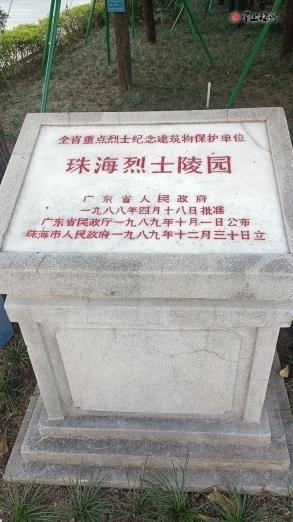 全省重点烈士纪念建筑物保护单位
珠海烈士陵园
广东省人民政府
一九八八年四月十八日批准
广东省民政厅一九八九年十月一日公布
珠海市人民政府一九八九年十二月三十日立